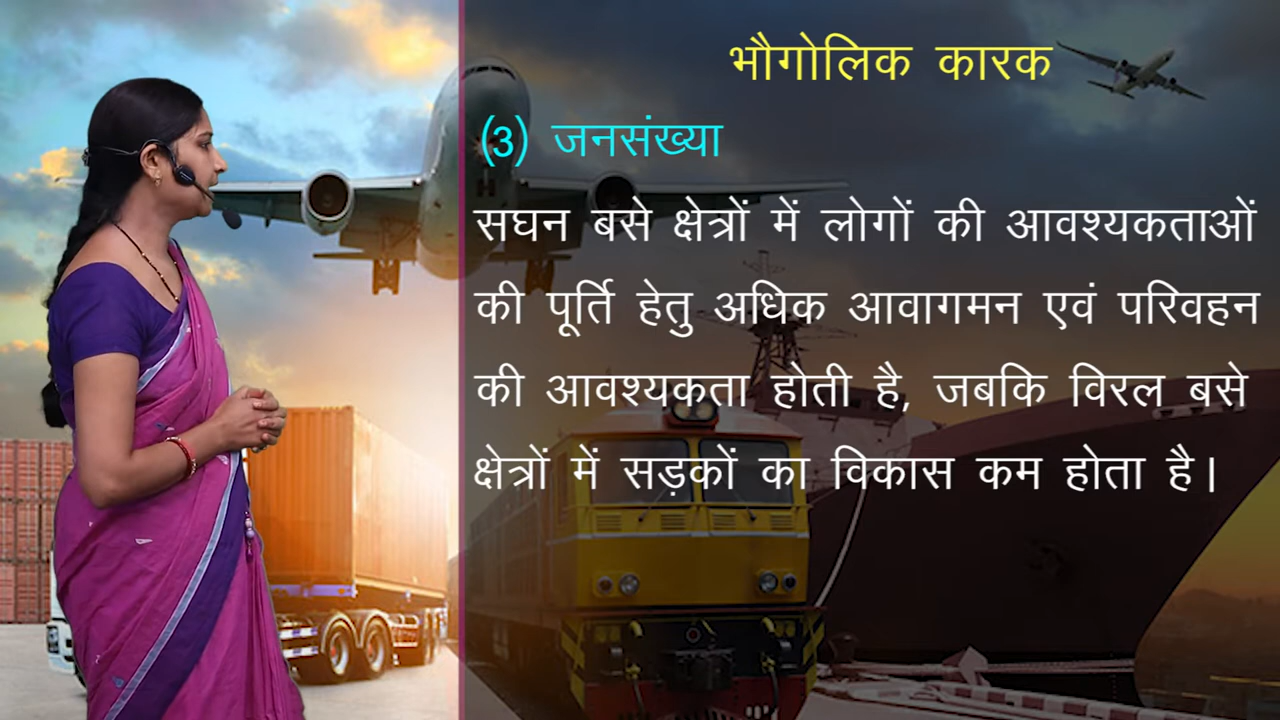 भौगोलिक कारक
(3) जनसंख्या
सघन बसे क्षेत्रों में लोगों की आवश्यकताओं
की पूर्ति हेतु अधिक आवागमन एवं परिवहन
की आवश्यकता होती है, जबकि विरल बसे
क्षेत्रों में सड़कों का विकास कम होता है।